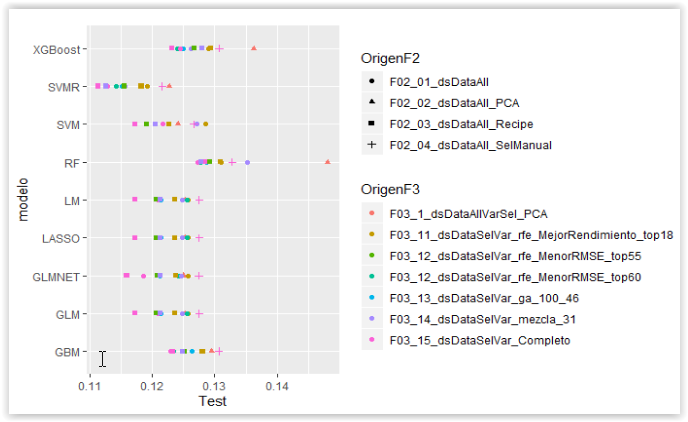 XGBoost
SVMR
SVM
RF
LM
LASSO
GLMNET
GLM
GBM
modelo
0.11 0.12 0.13 0.14
Test
OrigenF2
F02_01_dsDataAll
F02_02_dsDataAll_PCA
F02_03_dsDataAll_Recipe
F02_04_dsDataAll_SelManual
OrigenF3
F03_1_dsDataAllVarSel_PCA
F03_11_dsDataSelVar_rfe_MejorRendimiento_top18
F03_12_dsDataSelVar_rfe_MenorRMSE_top55
F03_12_dsDataSelVar_rfe_MenorRMSE_top60
F03_13_dsDataSelVar_ga_100_46
F03_14_dsDataSelVar_mezcla_31
F03_15_dsDataSelVar_Completo